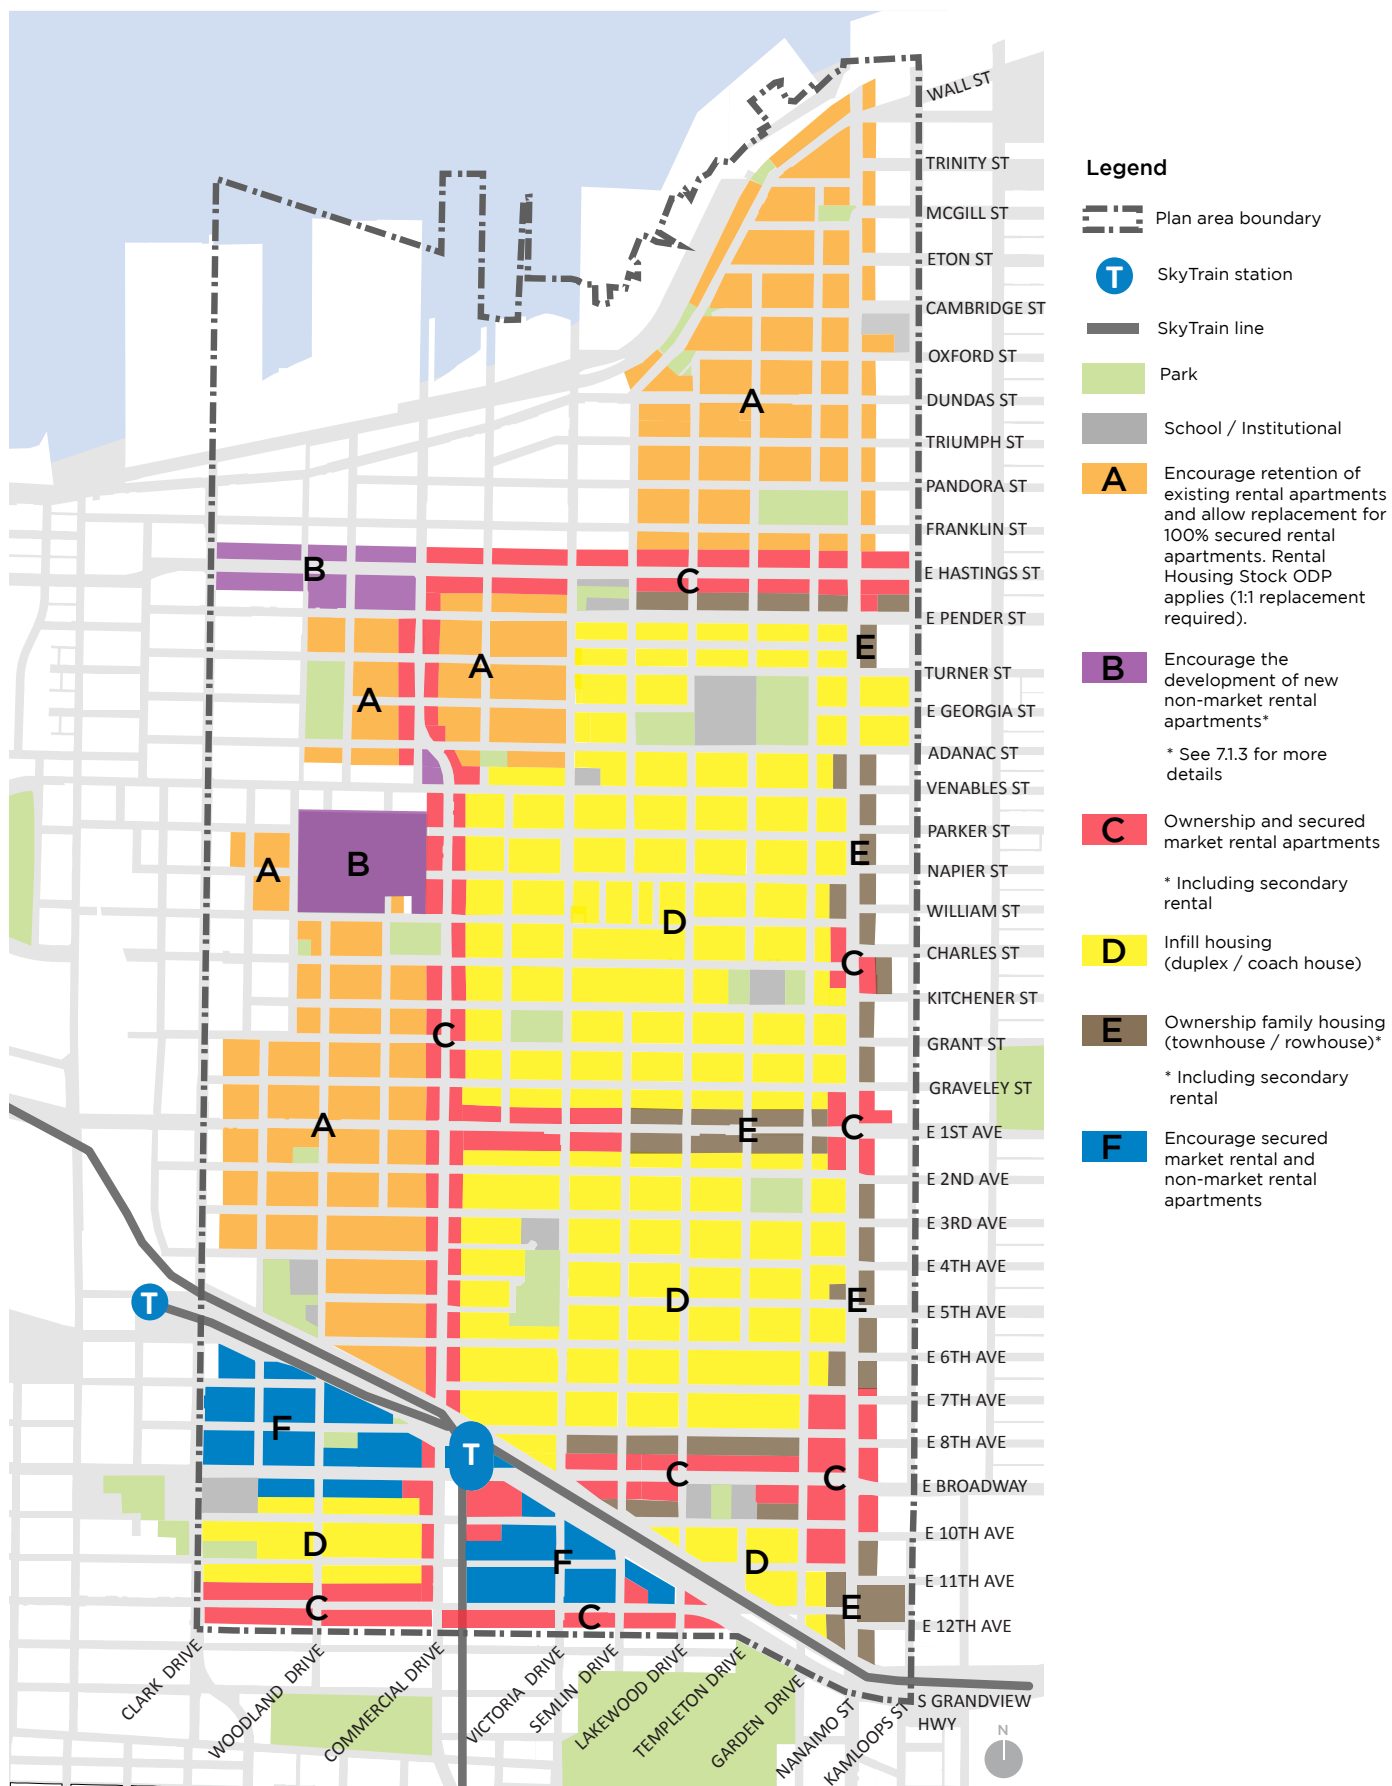 WALL ST
TRINITY ST
MCGILL ST
ETON ST
CAMBRIDGE ST
OXFORD ST
DUNDAS ST
TRIUMPH ST
PANDORA ST
FRANKLIN ST
E HASTINGS ST
E PENDER ST
TURNER ST
E GEORGIA ST
ADANAC ST
VENABLES ST
PARKER ST
NAPIER ST
WILLIAM ST
CHARLES ST
KITCHENER ST
GRANT ST
GRAVELEY ST
E 1ST AVE
E 2ND AVE
E 3RD AVE
E 4TH AVE
E 5TH AVE
E 6TH AVE
E 7TH AVE
E 8TH AVE
E BROADWAY
E 10TH AVE
E 11TH AVE
E 12TH AVE
S GRANDVIEW
HWY
CLARK DRIVE
WOODLAND DRIVE
COMMERCIAL DRIVE
VICTORIA DRIVE
SEMLIN DRIVE
LAKEWOOD DRIVE
TEMPLETON DRIVE
GARDEN DRIVE
NANAIMO ST
KAMLOOPS ST
A
B
C
E
A
A
B
A
E
D
C
C
A
E
C
D
E
T
F
T
C
C
D
F
D
E
C
C
N
Legend
Plan area boundary
T
SkyTrain station
SkyTrain line
Park
School / Institutional
A
Encourage retention of
existing rental apartments
and allow replacement for
100% secured rental
apartments. Rental
Housing Stock ODP
applies (1:1 replacement
required).
B
Encourage the
development of new
non-market rental
apartments*
* See 7.1.3 for more
details
C
Ownership and secured
market rental apartments
* Including secondary
rental
D
Infill housing
(duplex / coach house)
E
Ownership family housing
(townhouse / rowhouse)*
* Including secondary
rental
F
Encourage secured
market rental and
non-market rental
apartments